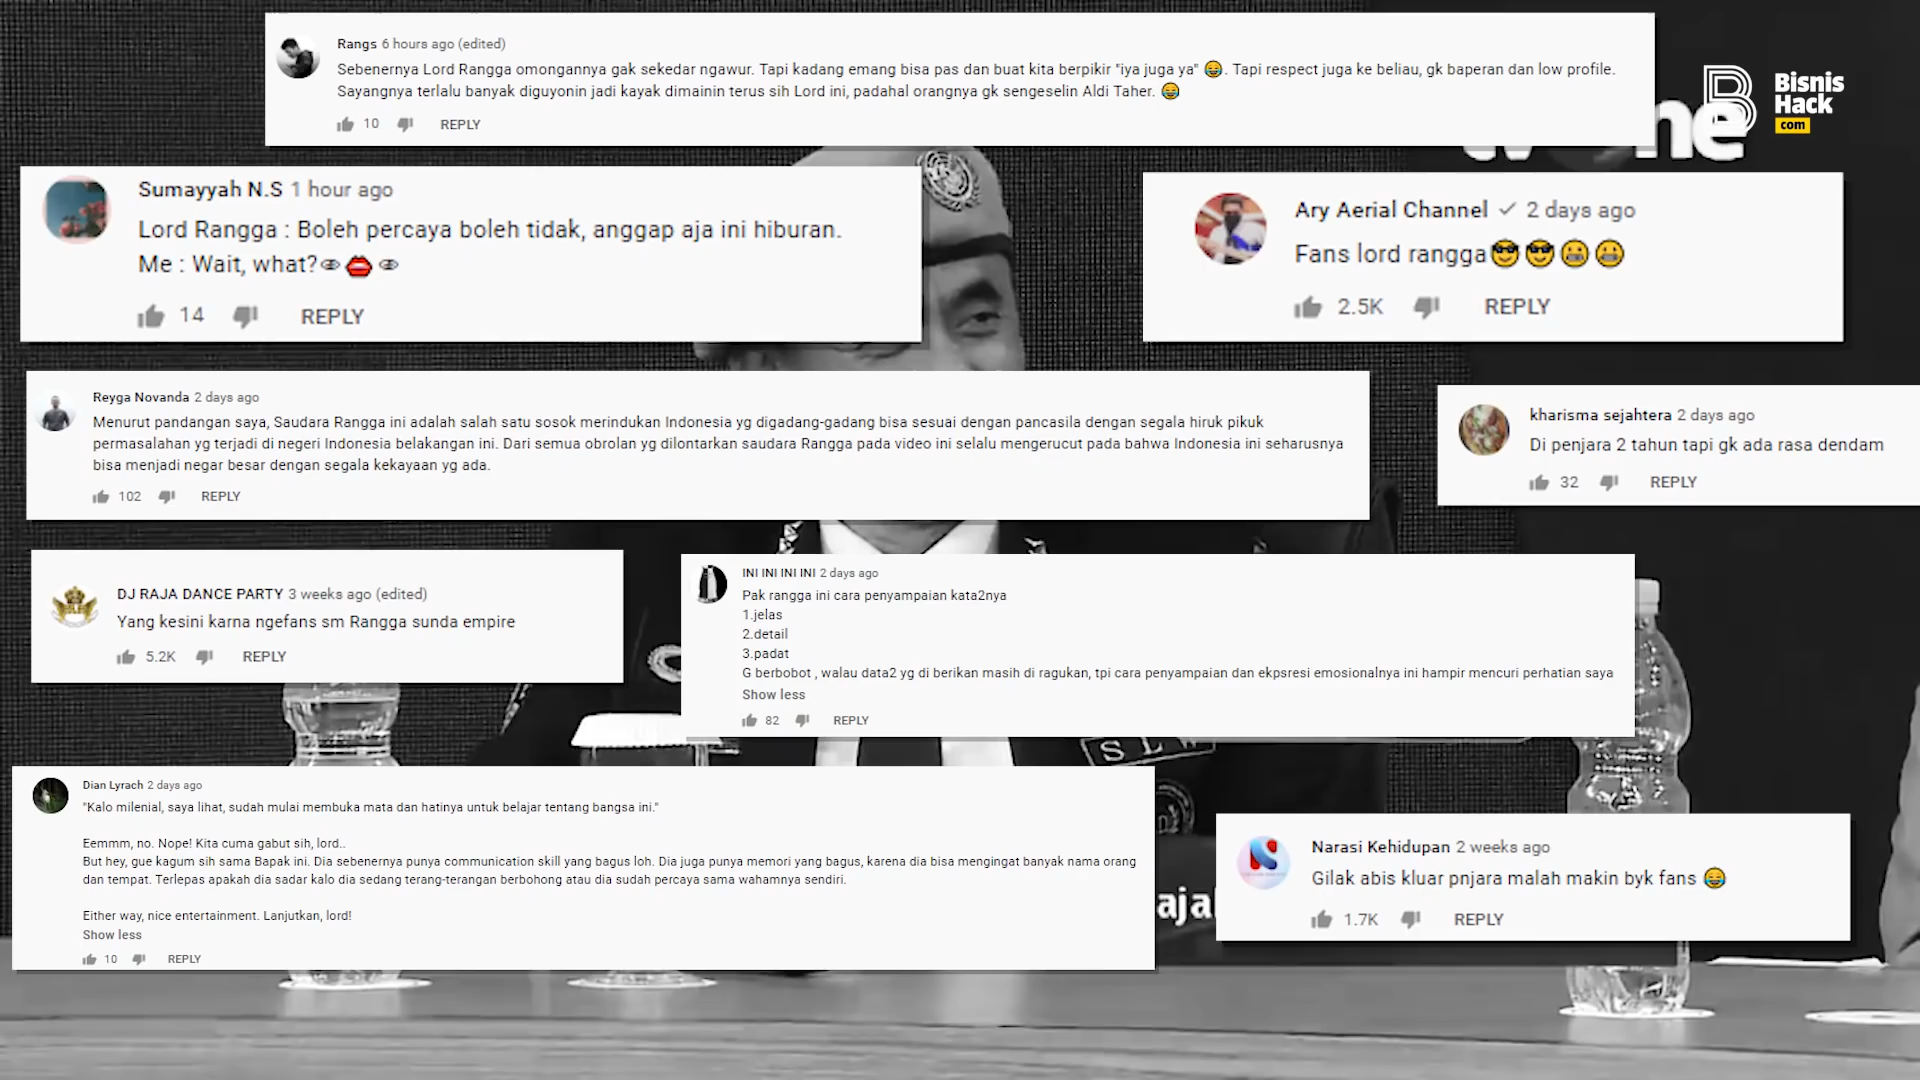 Rangs 6 hours ago (edited)
Sebenernya Lord Rangga omongannya gak sekedar ngawur. Tapi kadang emang bisa pas dan buat kita berpikir "iya juga ya" 😂. Tapi respect juga ke beliau, gk baperan dan low profile.
Sayangnya terlalu banyak diguyonin jadi kayak dimainin terus sih Lord ini, padahal orangnya gk sengeselin Aldi Taher. 😂
10 REPLY
Bisnis
Hack
com
ne
Sumayyah N.S 1 hour ago
Lord Rangga : Boleh percaya boleh tidak, anggap aja ini hiburan.
Me : Wait, what?👁👄👁
14 REPLY
Ary Aerial Channel ✓ 2 days ago
Fans lord rangga😎😎😬😬
2.5K REPLY
Reyga Novanda 2 days ago
Menurut pandangan saya, Saudara Rangga ini adalah salah satu sosok merindukan Indonesia yg digadang-gadang bisa sesuai dengan pancasila dengan segala hiruk pikuk
permasalahan yg terjadi di negeri Indonesia belakangan ini. Dari semua obrolan yg dilontarkan saudara Rangga pada video ini selalu mengerucut pada bahwa Indonesia ini seharusnya
bisa menjadi negar besar dengan segala kekayaan yg ada.
102 REPLY
kharisma sejahtera 2 days ago
Di penjara 2 tahun tapi gk ada rasa dendam
32 REPLY
DJ RAJA DANCE PARTY 3 weeks ago (edited)
Yang kesini karna ngefans sm Rangga sunda empire
5.2K REPLY
INI INI INI INI 2 days ago
Pak rangga ini cara penyampaian kata2nya
1.jelas
2.detail
3.padat
G berbobot , walau data2 yg di berikan masih di ragukan, tpi cara penyampaian dan ekpsresi emosionalnya ini hampir mencuri perhatian saya
Show less
82 REPLY
Dian Lyrach 2 days ago
"Kalo milenial, saya lihat, sudah mulai membuka mata dan hatinya untuk belajar tentang bangsa ini."
Eemmm, no. Nope! Kita cuma gabut sih, lord..
But hey, gue kagum sih sama Bapak ini. Dia sebenernya punya communication skill yang bagus loh. Dia juga punya memori yang bagus, karena dia bisa mengingat banyak nama orang
dan tempat. Terlepas apakah dia sadar kalo dia sedang terang-terangan berbohong atau dia sudah percaya sama wahamnya sendiri.
Either way, nice entertainment. Lanjutkan, lord!
Show less
10 REPLY
aja
Narasi Kehidupan 2 weeks ago
Gilak abis kluar pnjara malah makin byk fans 😂
1.7K REPLY